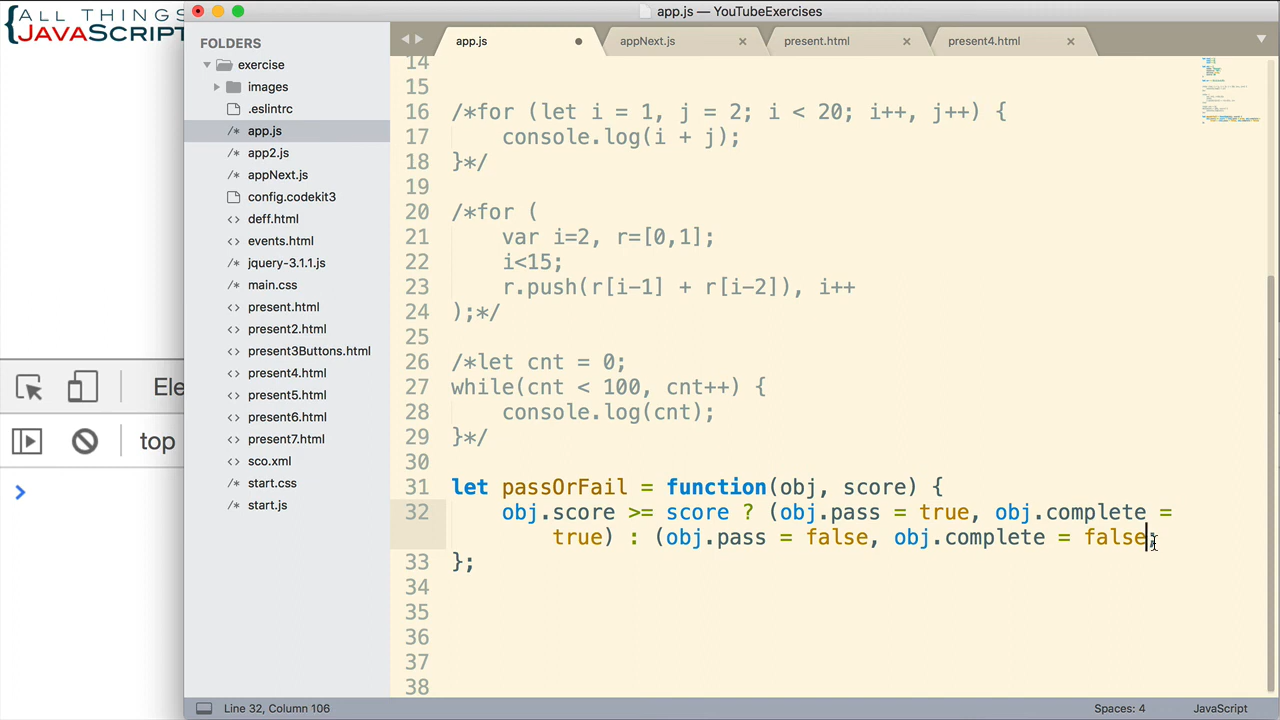 {ALL THINGS
JAVASCRIPT
app.js — YouTubeExercises
FOLDERS
exercise
images
.eslintrc
/* app.js
/* app2.js
/* appNext.js
config.codekit3
<> deff.html
<> events.html
/* jquery-3.1.1.js
/* main.css
<> present.html
<> present2.html
<> present3Buttons.html
<> present4.html
<> present5.html
<> present6.html
<> present7.html
<> sco.xml
/* start.css
/* start.js
app.js
appNext.js
present.html
present4.html
14
15
16 /*for (let i = 1, j = 2; i < 20; i++, j++) {
17 console.log(i + j);
18 }*/
19
20 /*for (
21 var i=2, r=[0,1];
22 i<15;
23 r.push(r[i-1] + r[i-2]), i++
24 );*/
25
26 /*let cnt = 0;
27 while(cnt < 100, cnt++) {
28 console.log(cnt);
29 }*/
30
31 let passOrFail = function(obj, score) {
32 obj.score >= score ? (obj.pass = true, obj.complete =
true) : (obj.pass = false, obj.complete = false;
33 };
34
35
36
37
38
Ele
top
Line 32, Column 106
Spaces: 4
JavaScript